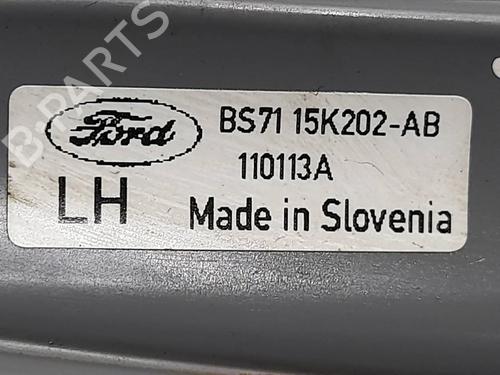 B-PARTS
Ford
BS71 15K202-AB
110113A
LH
Made in Slovenia